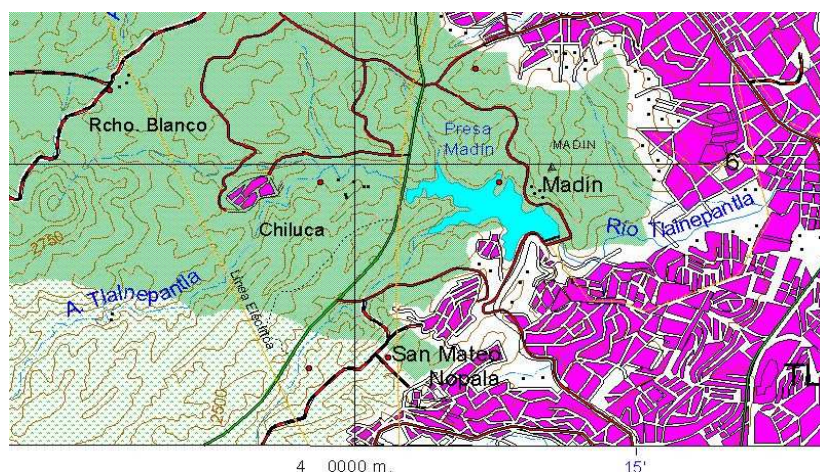 Rcho. Blanco
Presa
Madín
MADIN
6
Madín
Chiluca
Río Tlalnepantla
2750
A. Tlalnepantla
Línea Eléctrica
San Mateo
Nopala
2500
TL
4 0000 m.
15'